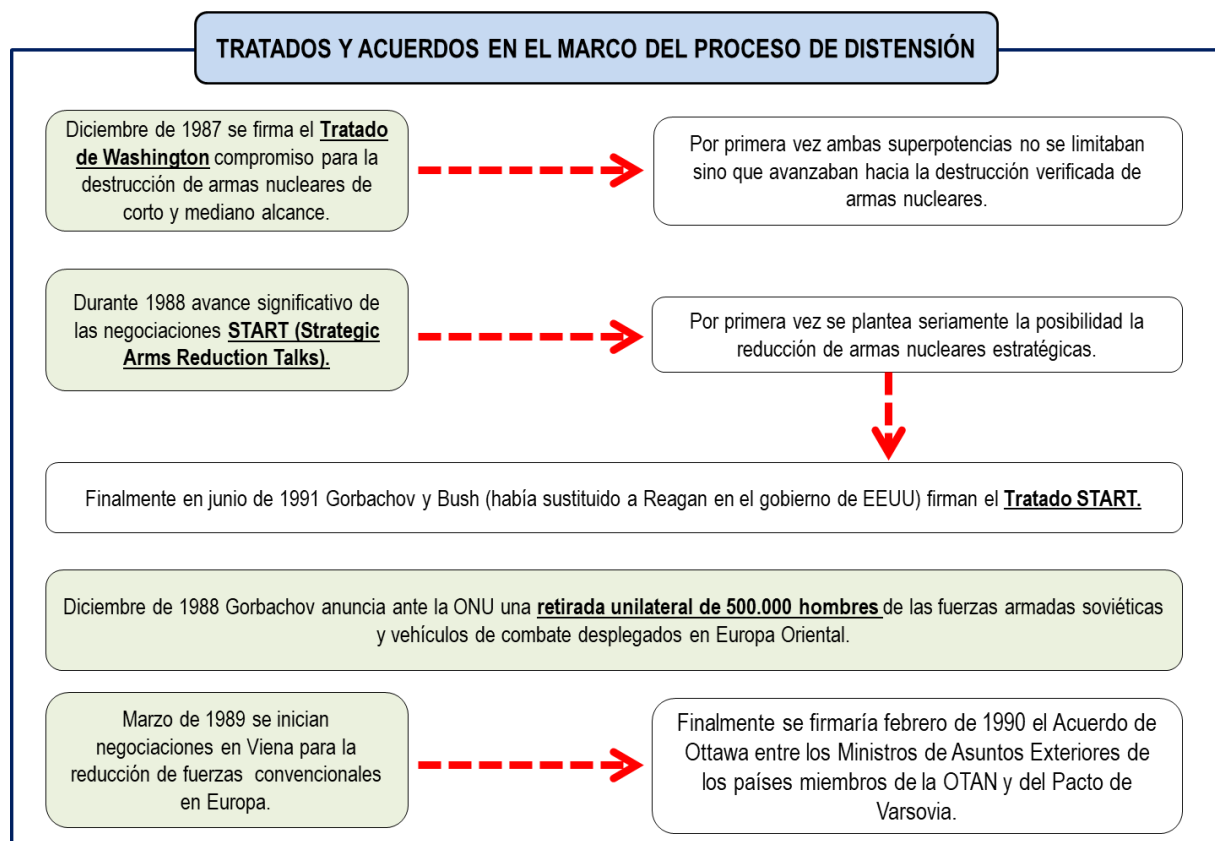 TRATADOS Y ACUERDOS EN EL MARCO DEL PROCESO DE DISTENSIÓN
Diciembre de 1987 se firma el Tratado
de Washington compromiso para la
destrucción de armas nucleares de
corto y mediano alcance.
Por primera vez ambas superpotencias no se limitaban
sino que avanzaban hacia la destrucción verificada de
armas nucleares.
Durante 1988 avance significativo de
las negociaciones START (Strategic
Arms Reduction Talks).
Por primera vez se plantea seriamente la posibilidad la
reducción de armas nucleares estratégicas.
Finalmente en junio de 1991 Gorbachov y Bush (había sustituido a Reagan en el gobierno de EEUU) firman el Tratado START.
Diciembre de 1988 Gorbachov anuncia ante la ONU una retirada unilateral de 500.000 hombres de las fuerzas armadas soviéticas
y vehículos de combate desplegados en Europa Oriental.
Marzo de 1989 se inician
negociaciones en Viena para la
reducción de fuerzas convencionales
en Europa.
Finalmente se firmaría febrero de 1990 el Acuerdo de
Ottawa entre los Ministros de Asuntos Exteriores de
los países miembros de la OTAN y del Pacto de
Varsovia.